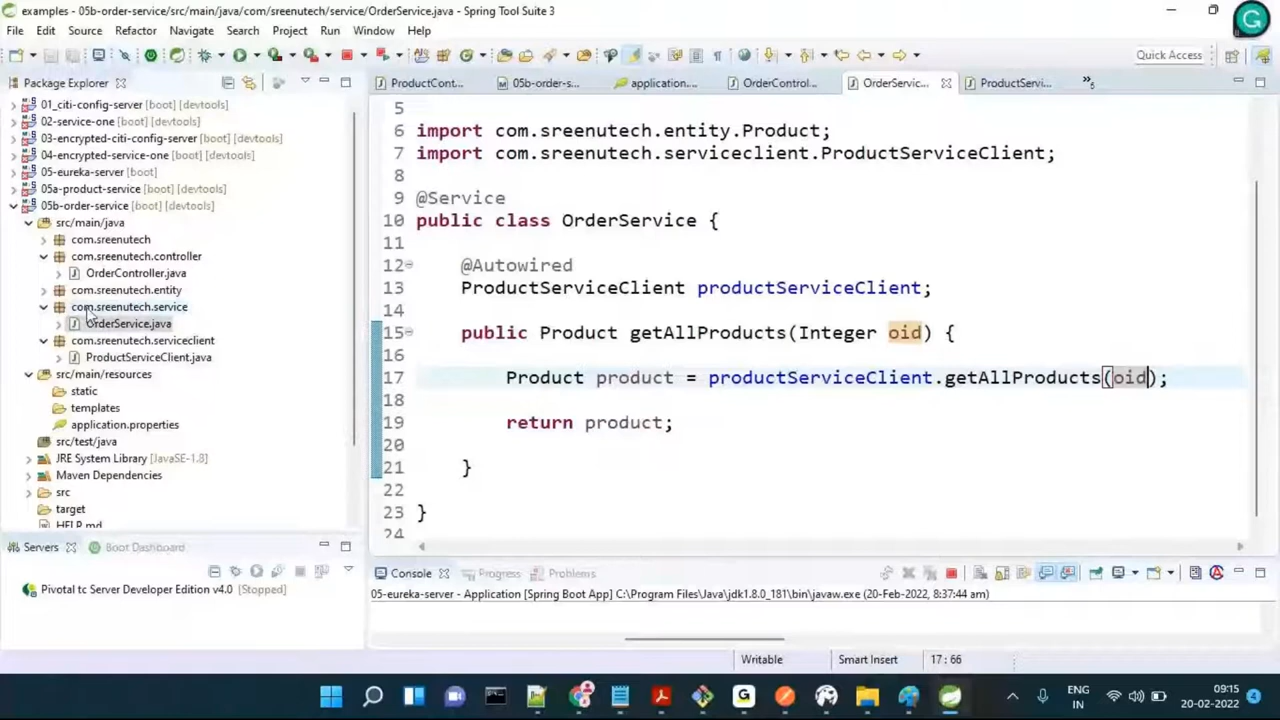 examples - 05b-order-service/src/main/java/com/sreenutech/service/OrderService.java - Spring Tool Suite 3
File Edit Source Refactor Navigate Search Project Run Window Help
Quick Access
Package Explorer
01_citi-config-server [boot] [devtools]
02-service-one [boot] [devtools]
03-encrypted-citi-config-server [boot] [devtools]
04-encrypted-service-one [boot] [devtools]
05-eureka-server [boot]
05a-product-service [boot] [devtools]
05b-order-service [boot] [devtools]
src/main/java
com.sreenutech
com.sreenutech.controller
OrderController.java
com.sreenutech.entity
com.sreenutech.service
OrderService.java
com.sreenutech.serviceclient
ProductServiceClient.java
src/main/resources
static
templates
application.properties
src/test/java
JRE System Library [JavaSE-1.8]
Maven Dependencies
src
target
HELP.md
Servers Boot Dashboard
Pivotal tc Server Developer Edition v4.0 [Stopped]
ProductCont... 05b-order-s... application.... OrderControl... OrderServic... ProductServi... »5
5
6 import com.sreenutech.entity.Product;
7 import com.sreenutech.serviceclient.ProductServiceClient;
8
9 @Service
10 public class OrderService {
11
12 @Autowired
13 ProductServiceClient productServiceClient;
14
15 public Product getAllProducts(Integer oid) {
16
17 Product product = productServiceClient.getAllProducts(oid);
18
19 return product;
20
21 }
22
23 }
24
Console Progress Problems
05-eureka-server - Application [Spring Boot App] C:\Program Files\Java\jdk1.8.0_181\bin\javaw.exe (20-Feb-2022, 8:37:44 am)
Writable Smart Insert 17 : 66
ENG
IN
09:15
20-02-2022